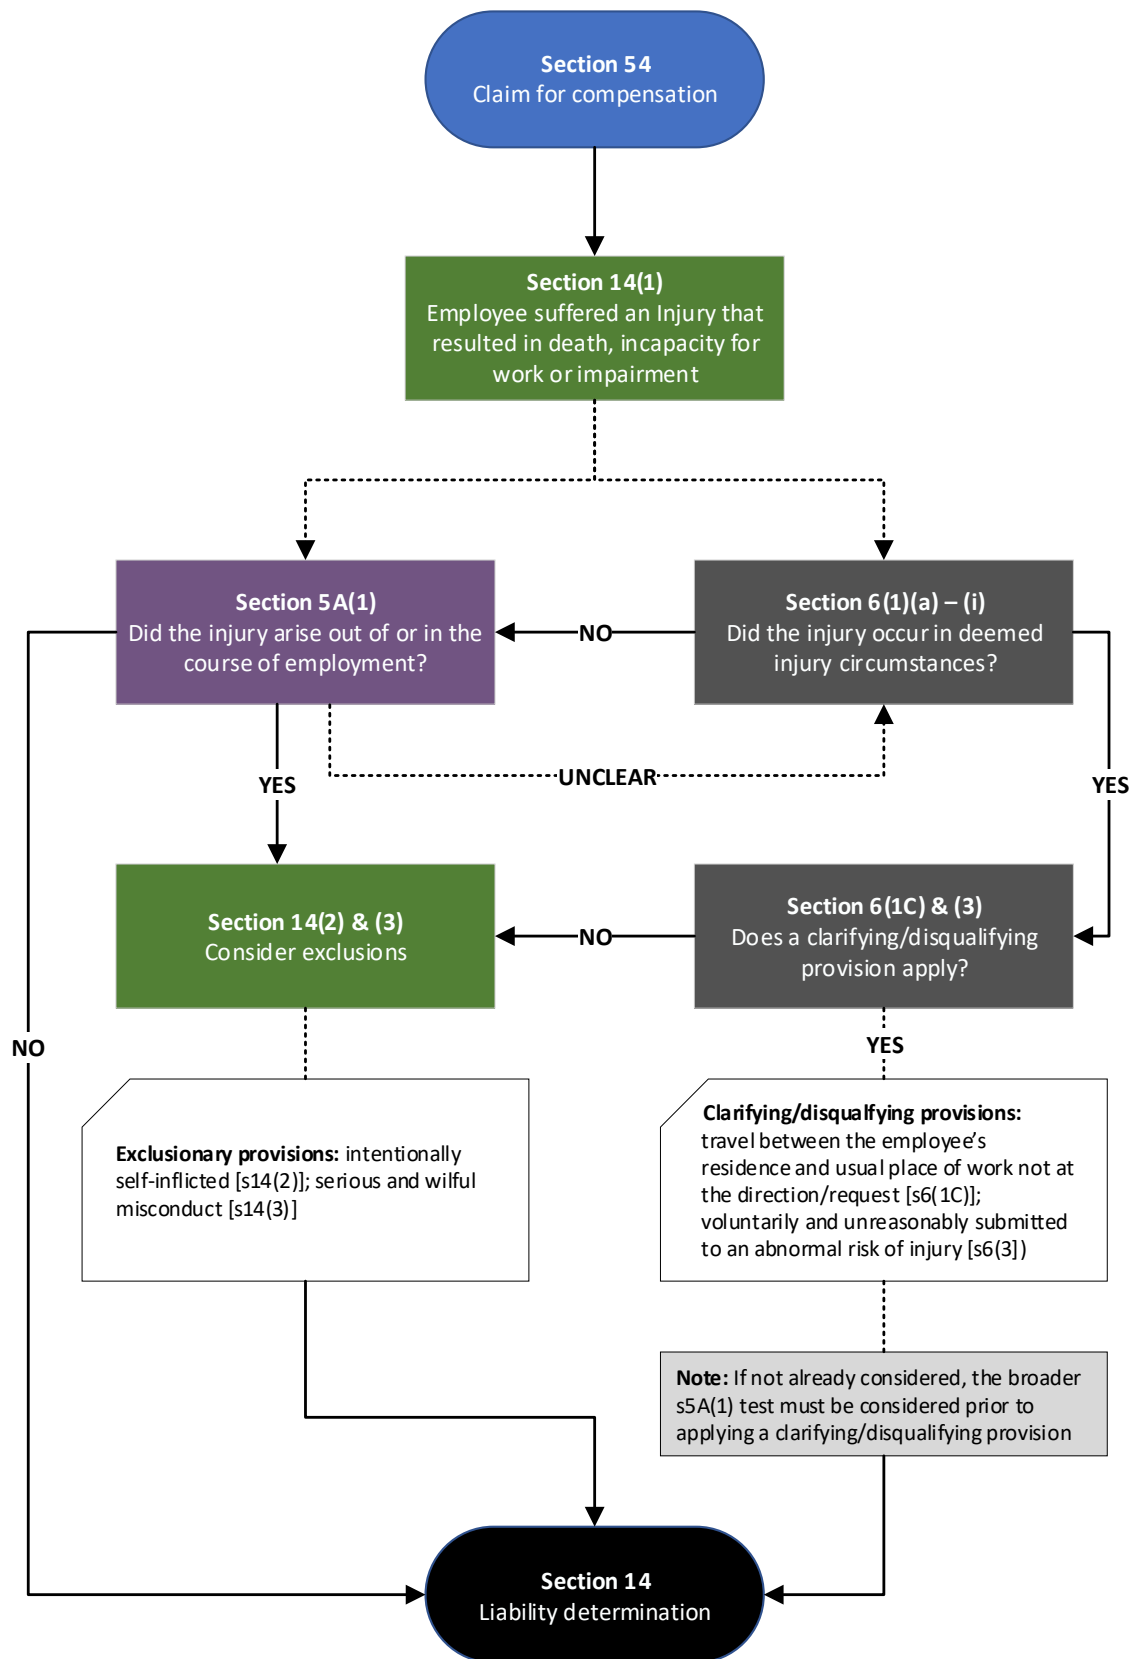 Section 54
Claim for compensation
Section 14(1)
Employee suffered an Injury that
resulted in death, incapacity for
work or impairment
Section 5A(1)
Did the injury arise out of or in the
course of employment?
NO
Section 6(1)(a) – (i)
Did the injury occur in deemed
injury circumstances?
UNCLEAR
YES
YES
Section 14(2) & (3)
Consider exclusions
NO
Section 6(1C) & (3)
Does a clarifying/disqualifying
provision apply?
NO
YES
Exclusionary provisions: intentionally
self-inflicted [s14(2)]; serious and wilful
misconduct [s14(3)]
Clarifying/disqualfying provisions:
travel between the employee’s
residence and usual place of work not at
the direction/request [s6(1C)];
voluntarily and unreasonably submitted
to an abnormal risk of injury [s6(3])
Note: If not already considered, the broader
s5A(1) test must be considered prior to
applying a clarifying/disqualifying provision
Section 14
Liability determination